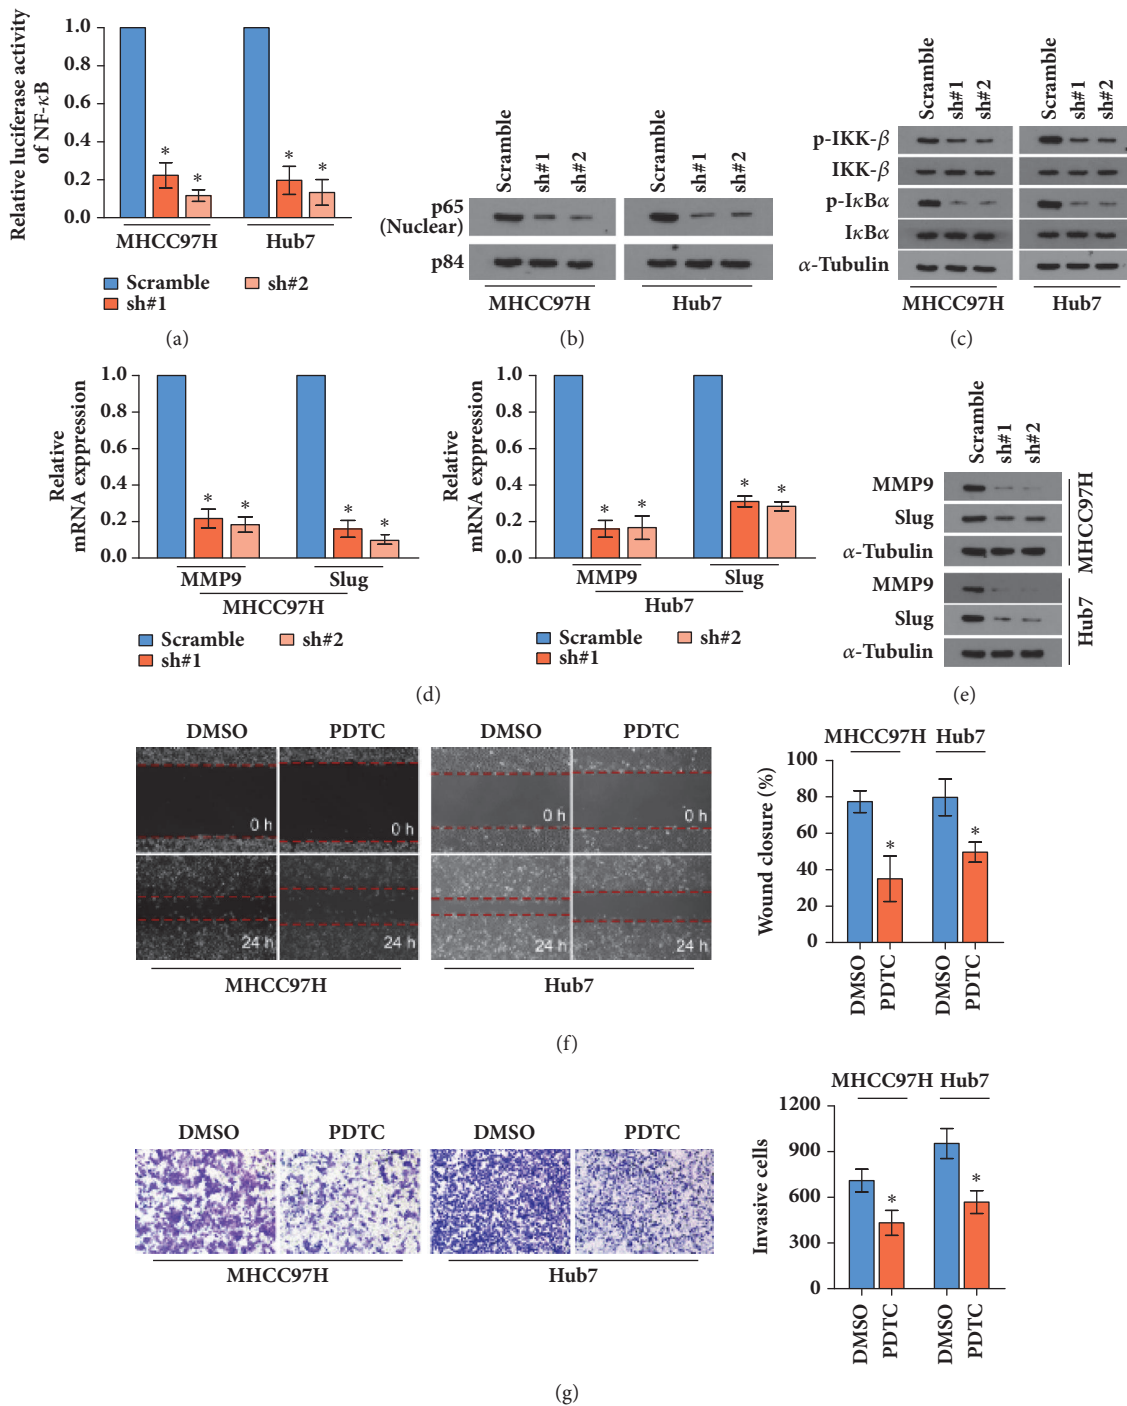 Relative luciferase activity
of NF-κB
1.0
0.8
0.6
0.4
0.2
0.0
* * * *
MHCC97H Hub7
Scramble sh#2
sh#1
(a)
Scramble sh#1 sh#2 Scramble sh#1 sh#2
p65
(Nuclear)
p84
MHCC97H Hub7
(b)
Scramble sh#1 sh#2 Scramble sh#1 sh#2
p-IKK-β
IKK-β
p-IκBα
IκBα
α-Tubulin
MHCC97H Hub7
(c)
Relative
mRNA exppression
1.0
0.8
0.6
0.4
0.2
0.0
* * * *
MMP9 Slug
MHCC97H
Scramble sh#2
sh#1
Relative
mRNA exppression
1.0
0.8
0.6
0.4
0.2
0.0
* * * *
MMP9 Slug
Hub7
Scramble sh#2
sh#1
(d)
Scramble sh#1 sh#2
MMP9
Slug
α-Tubulin
MHCC97H
MMP9
Slug
α-Tubulin
Hub7
(e)
DMSO PDTC DMSO PDTC
0 h 0 h 0 h 0 h
24 h 24 h 24 h 24 h
MHCC97H Hub7
MHCC97H Hub7
Wound closure (%)
100
80
60
40
20
0
* *
DMSO PDTC DMSO PDTC
(f)
DMSO PDTC DMSO PDTC
MHCC97H Hub7
MHCC97H Hub7
Invasive cells
1200
900
600
300
0
* *
DMSO PDTC DMSO PDTC
(g)